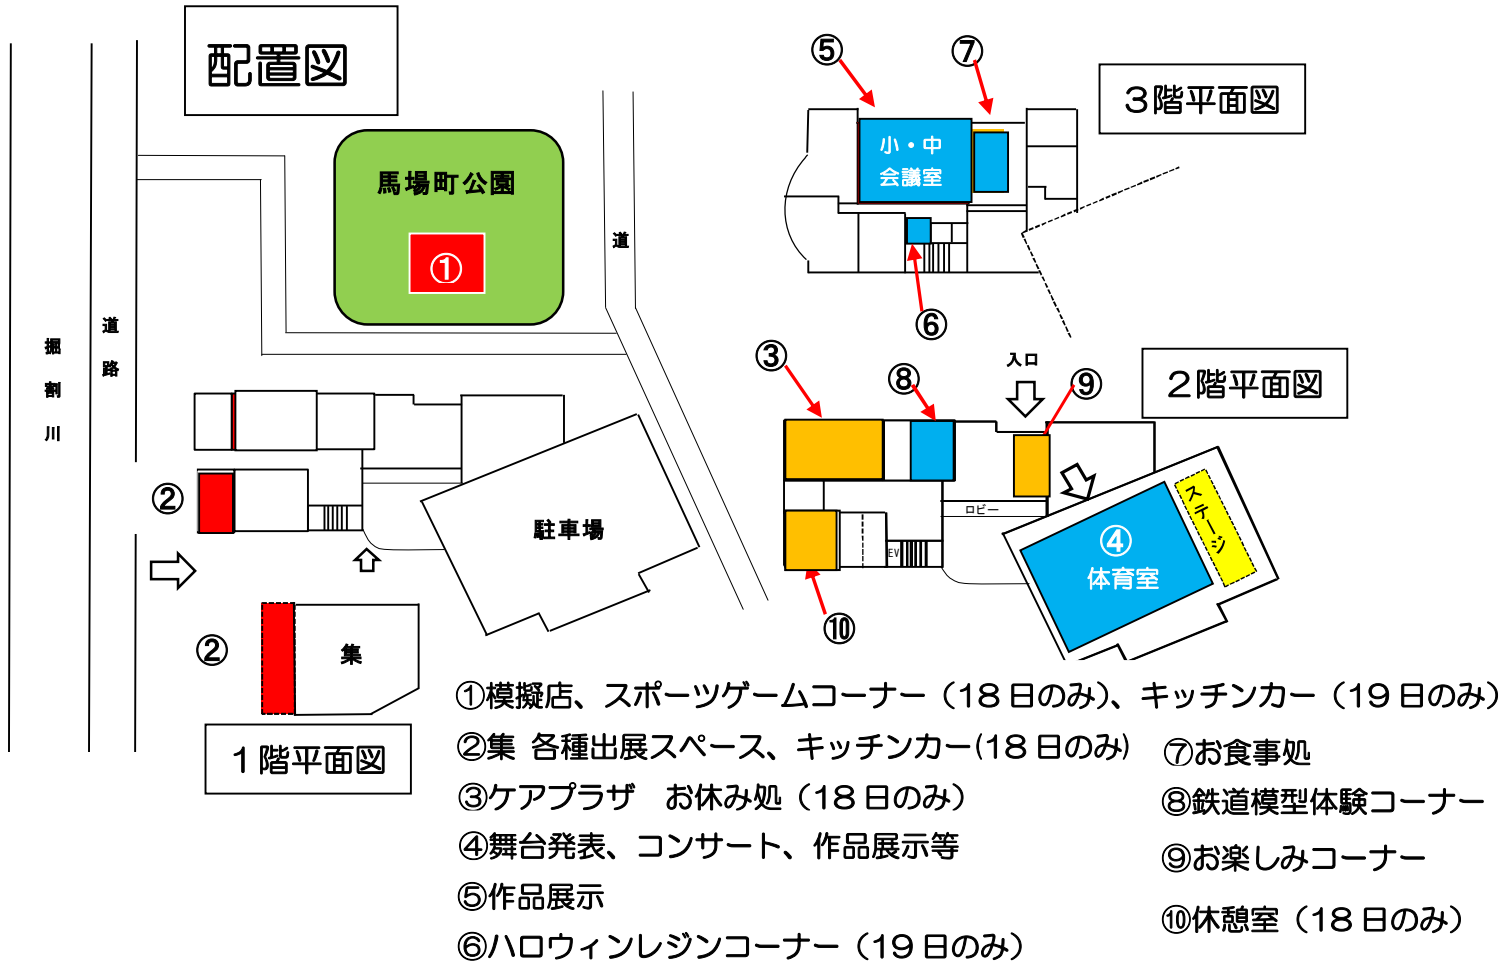 配置図
馬場町公園
①
道
道路
掘割川
②
駐車場
②
集
1階平面図
⑤
⑦
3階平面図
小・中
会議室
⑥
③
⑧
入口
⑨
2階平面図
ロビー
EV
ステージ
④
体育室
⑩
①模擬店、スポーツゲームコーナー（18日のみ）、キッチンカー（19日のみ）
②集 各種出展スペース、キッチンカー(18日のみ)
③ケアプラザ　お休み処（18日のみ）
④舞台発表、コンサート、作品展示等
⑤作品展示
⑥ハロウィンレジンコーナー（19日のみ）
⑦お食事処
⑧鉄道模型体験コーナー
⑨お楽しみコーナー
⑩休憩室（18日のみ）